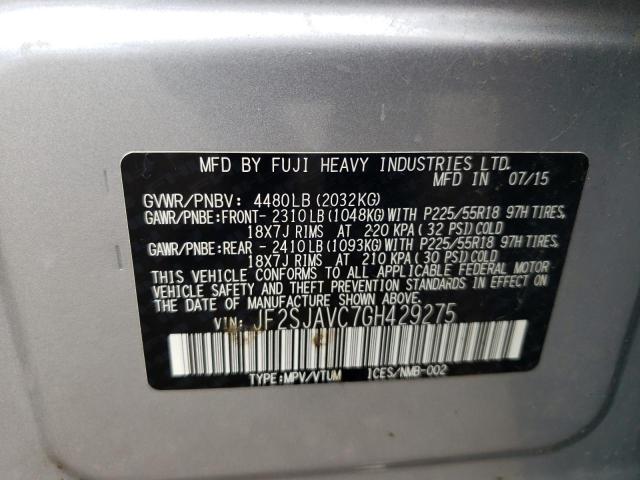 MFD BY FUJI HEAVY INDUSTRIES LTD.
MFD IN 07/15
GVWR/PNBV: 4480LB(2032KG)
GAWR/PNBE:FRONT- 2310LB(1048KG)WITH P225/55R18 97H TIRES,
18X7J RIMS AT 220 KPA(32 PSI)COLD
GAWR/PNBE:REAR - 2410LB(1093KG)WITH P225/55R18 97H TIRES,
18X7J RIMS AT 210 KPA(30 PSI)COLD
THIS VEHICLE CONFORMS TO ALL APPLICABLE FEDERAL MOTOR
VEHICLE SAFETY AND THEFT PREVENTION STANDARDS IN EFFECT ON
THE DATE OF MANUFACTURE SHOWN ABOVE.
VIN: JF2SJAVC7GH429275
TYPE:MPV/VTUM ICES/NMB-002